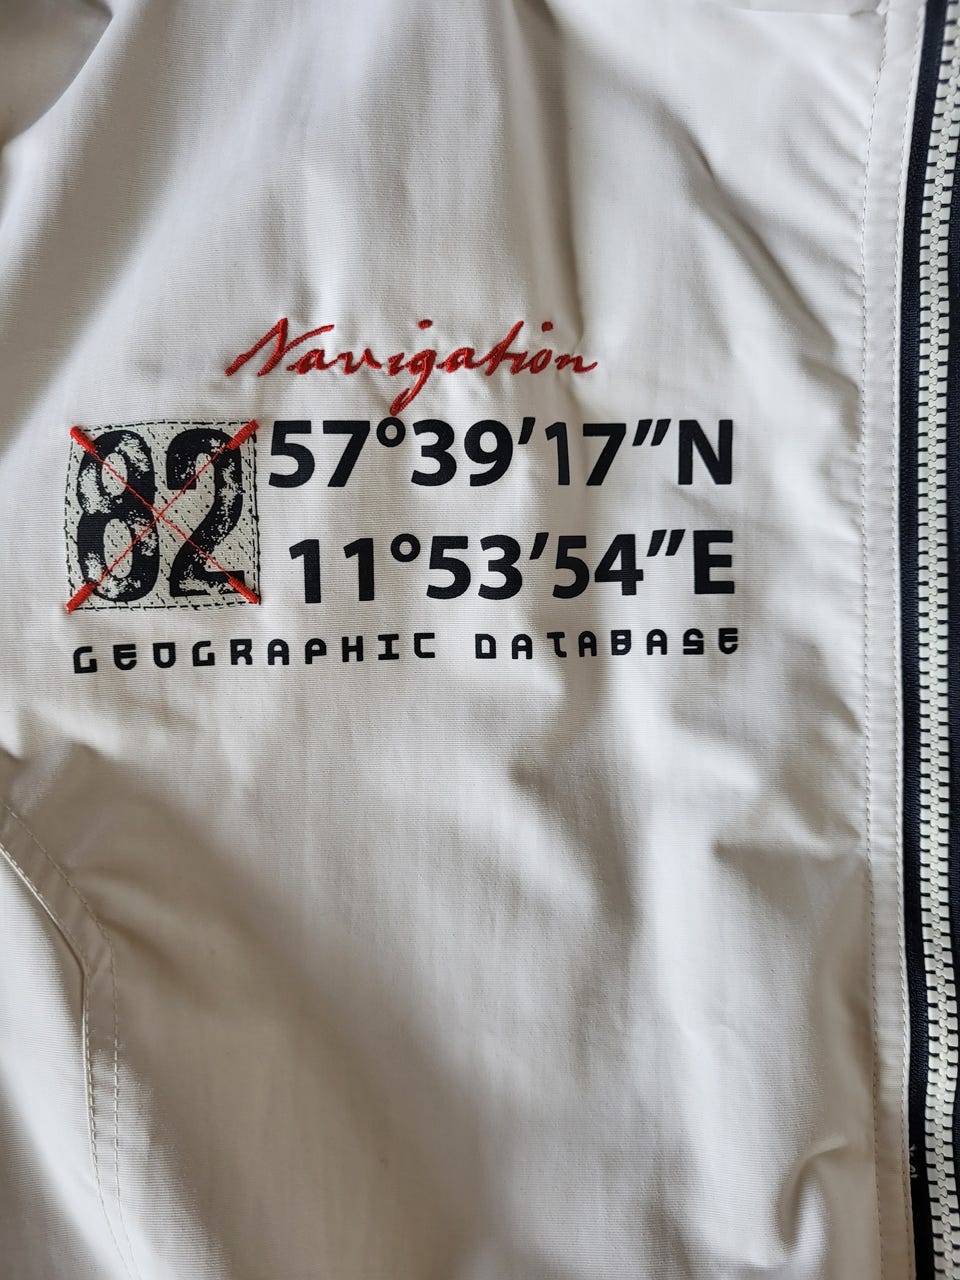 Navigation
82
57°39′17″N
11°53′54″E
GEOGRAPHIC DATABASE